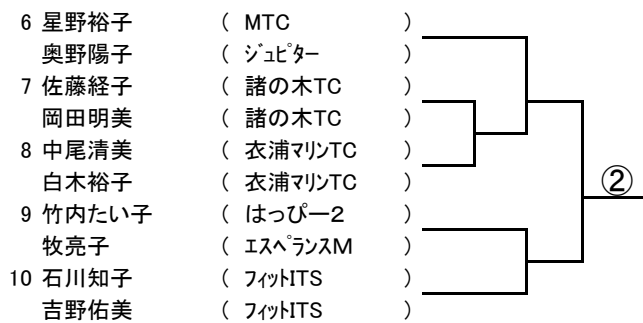 6 星野裕子 ( MTC )
奥野陽子 ( ジュピター )
7 佐藤経子 ( 諸の木TC )
岡田明美 ( 諸の木TC )
8 中尾清美 ( 衣浦マリンTC )
白木裕子 ( 衣浦マリンTC )
②
9 竹内たい子 ( はっぴー2 )
牧亮子 ( エスペランスM )
10 石川知子 ( フィットITS )
吉野佑美 ( フィットITS )